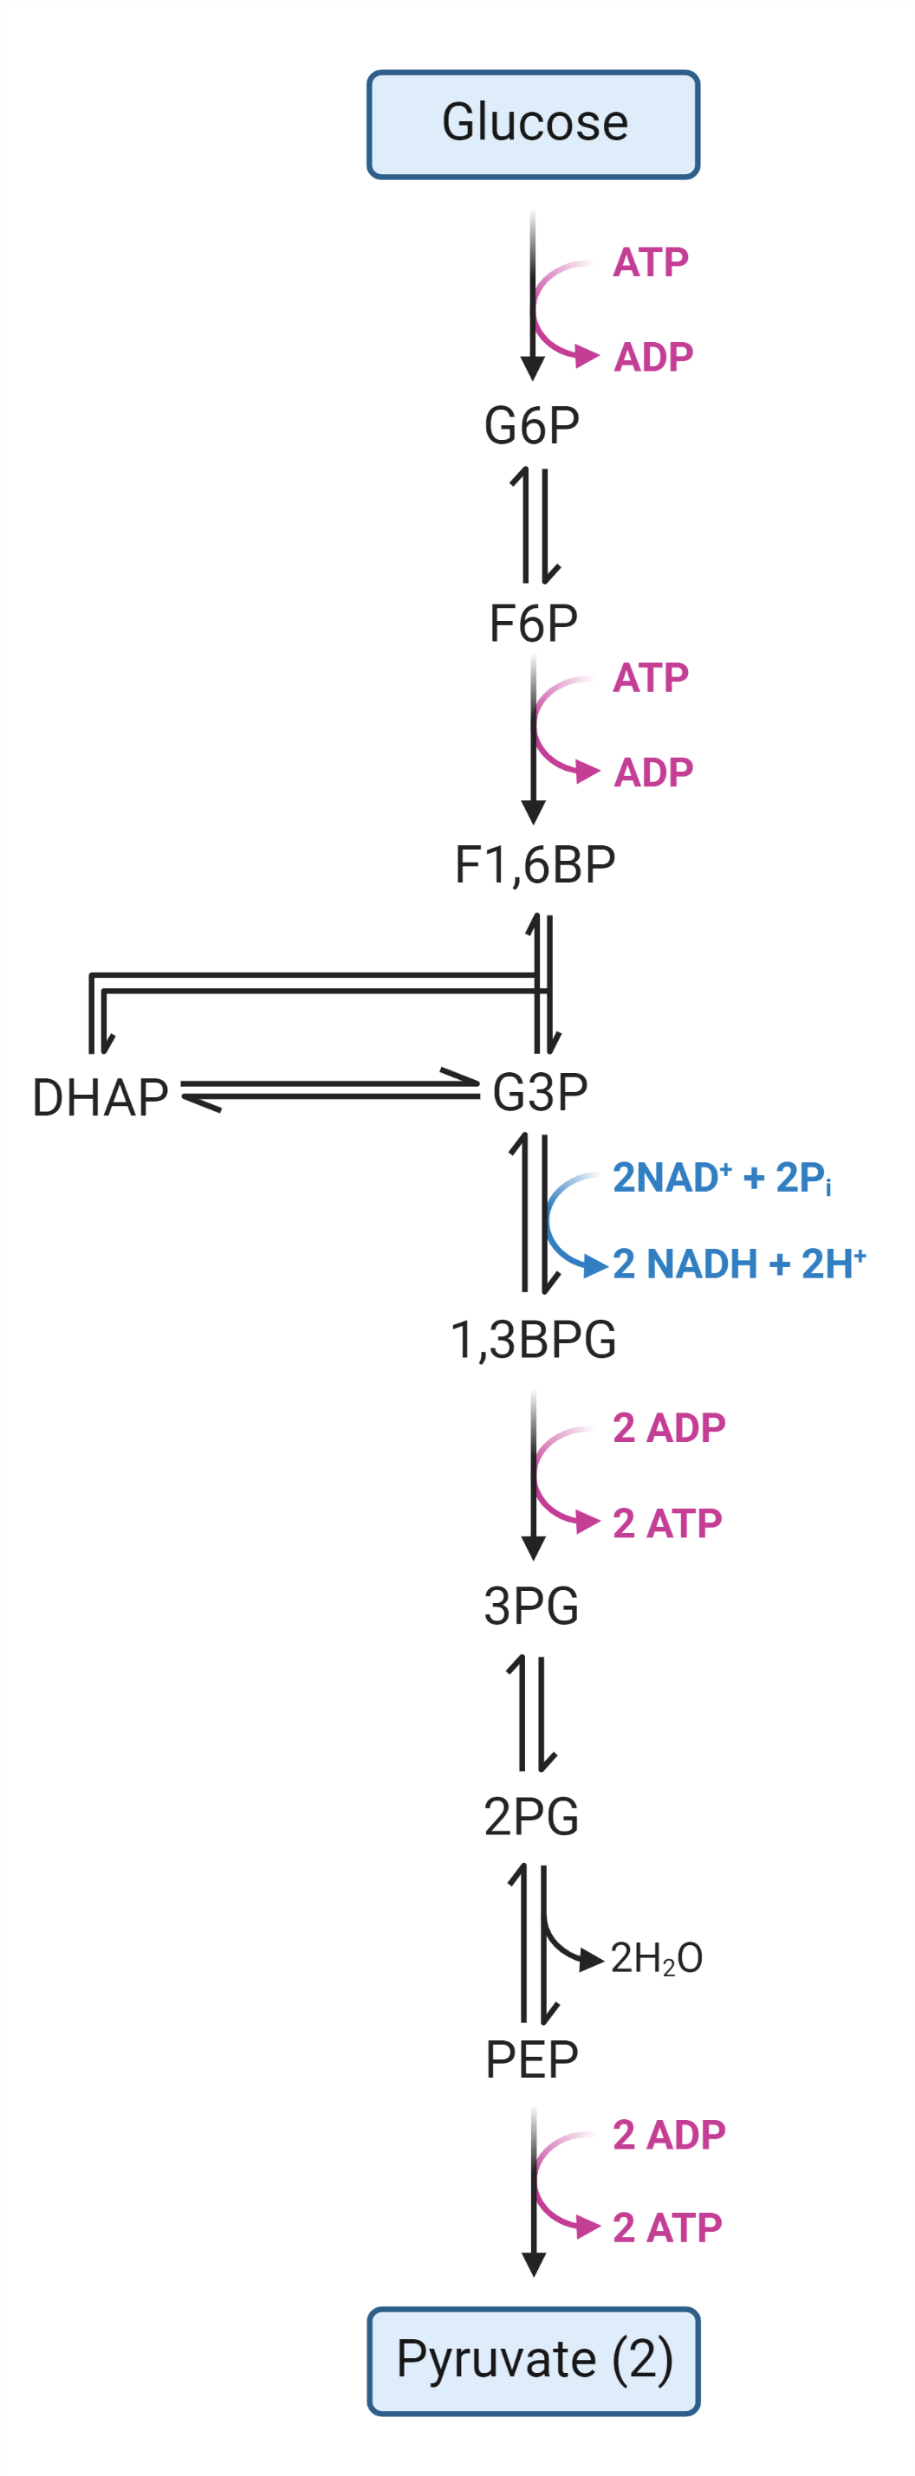 Glucose
ATP
ADP
G6P
F6P
ATP
ADP
F1,6BP
DHAP
G3P
2NAD⁺ + 2Pᵢ
2 NADH + 2H⁺
1,3BPG
2 ADP
2 ATP
3PG
2PG
2H₂O
PEP
2 ADP
2 ATP
Pyruvate (2)